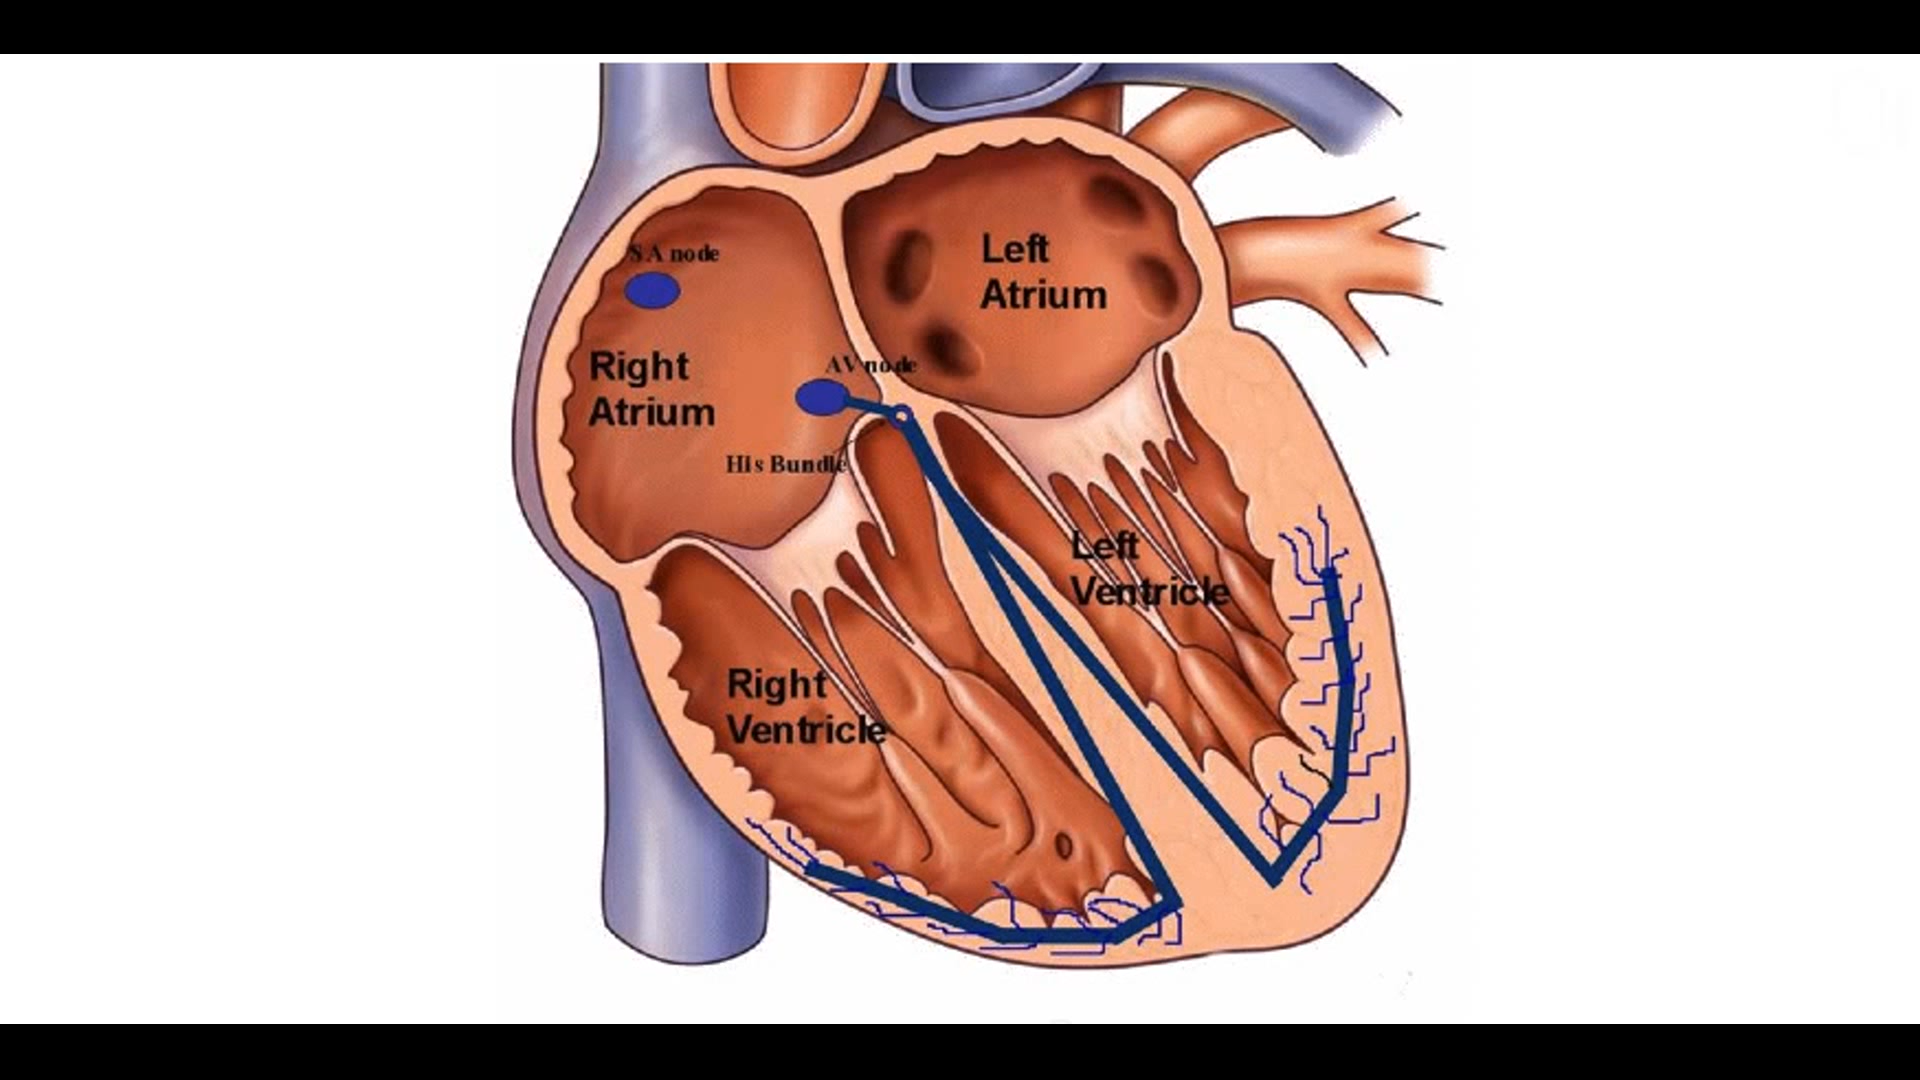 SA node
Left
Atrium
Right
Atrium
AV node
His Bundle
Left
Ventricle
Right
Ventricle